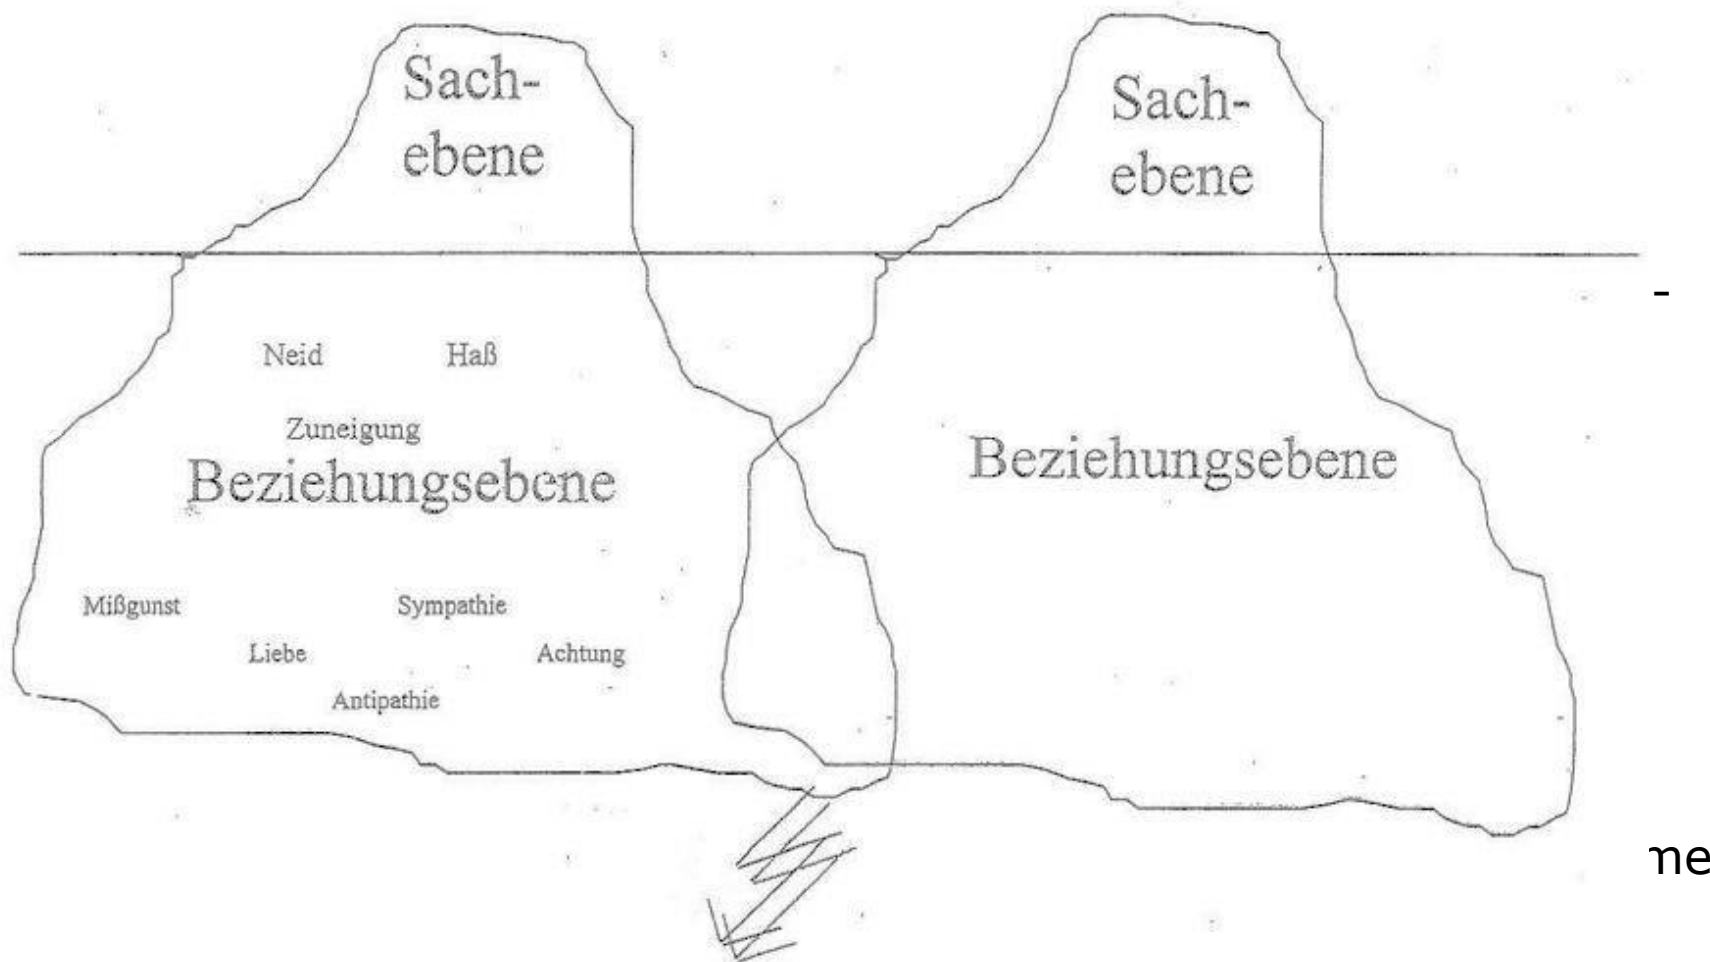 Sach-
ebene
Sach-
ebene
-
Neid
Haß
Zuneigung
Beziehungsebene
Beziehungsebene
Mißgunst
Sympathie
Liebe
Achtung
Antipathie